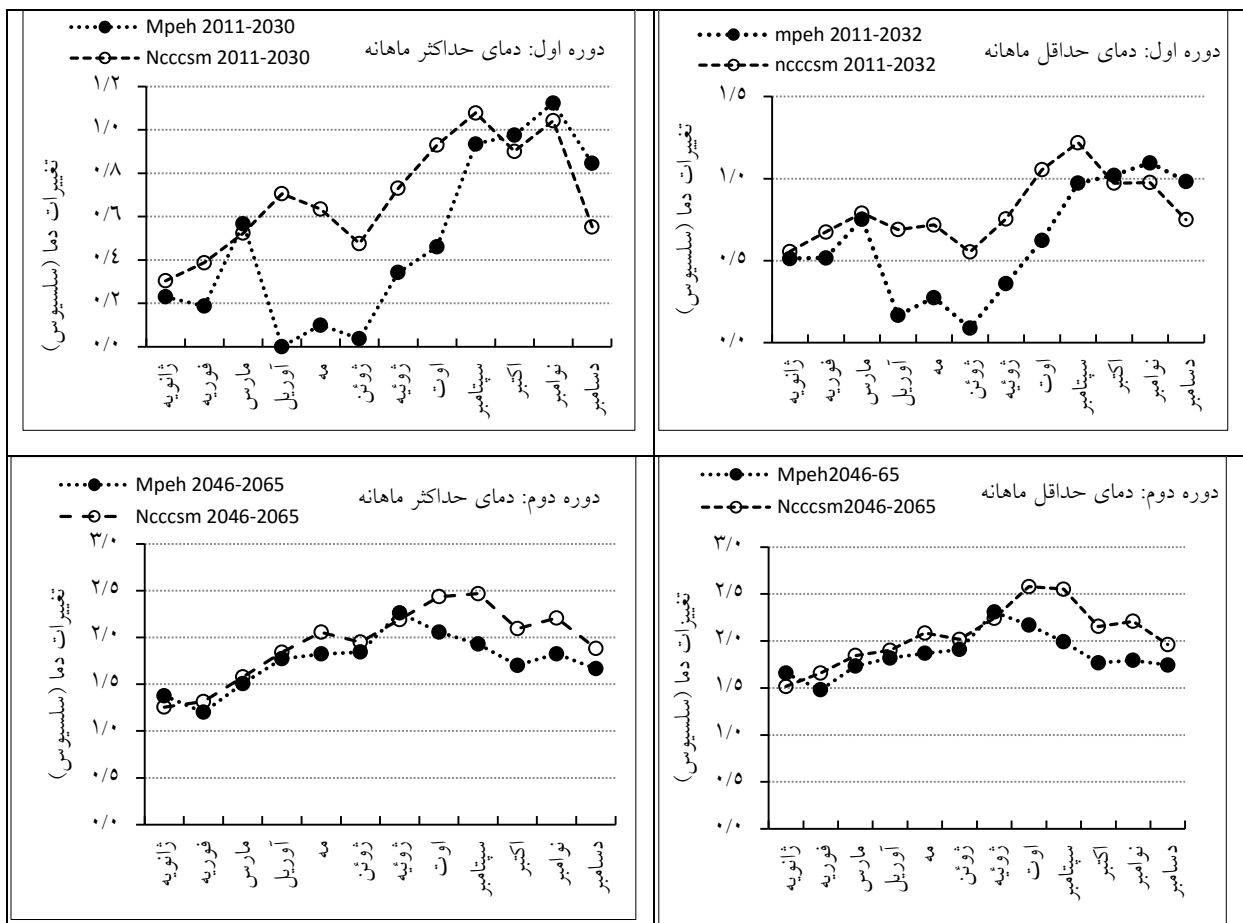 Mpeh 2011-2030
Ncccsm 2011-2030
دوره اول: دمای حداکثر ماهانه
تغییرات دما (سلسیوس)
۱/۲
۱/۰
۰/۸
۰/۶
۰/۴
۰/۲
۰/۰
ژانویه
فوریه
مارس
آوریل
مه
ژوئن
ژوئیه
اوت
سپتامبر
اکتبر
نوامبر
دسامبر
mpeh 2011-2032
ncccsm 2011-2032
دوره اول: دمای حداقل ماهانه
تغییرات دما (سلسیوس)
۱/۵
۱/۰
۰/۵
۰/۰
ژانویه
فوریه
مارس
آوریل
مه
ژوئن
ژوئیه
اوت
سپتامبر
اکتبر
نوامبر
دسامبر
Mpeh 2046-2065
Ncccsm 2046-2065
دوره دوم: دمای حداکثر ماهانه
تغییرات دما (سلسیوس)
۳/۰
۲/۵
۲/۰
۱/۵
۱/۰
۰/۵
۰/۰
ژانویه
فوریه
مارس
آوریل
مه
ژوئن
ژوئیه
اوت
سپتامبر
اکتبر
نوامبر
دسامبر
Mpeh2046-65
Ncccsm2046-2065
دوره دوم: دمای حداقل ماهانه
تغییرات دما (سلسیوس)
۳/۰
۲/۵
۲/۰
۱/۵
۱/۰
۰/۵
۰/۰
ژانویه
فوریه
مارس
آوریل
مه
ژوئن
ژوئیه
اوت
سپتامبر
اکتبر
نوامبر
دسامبر